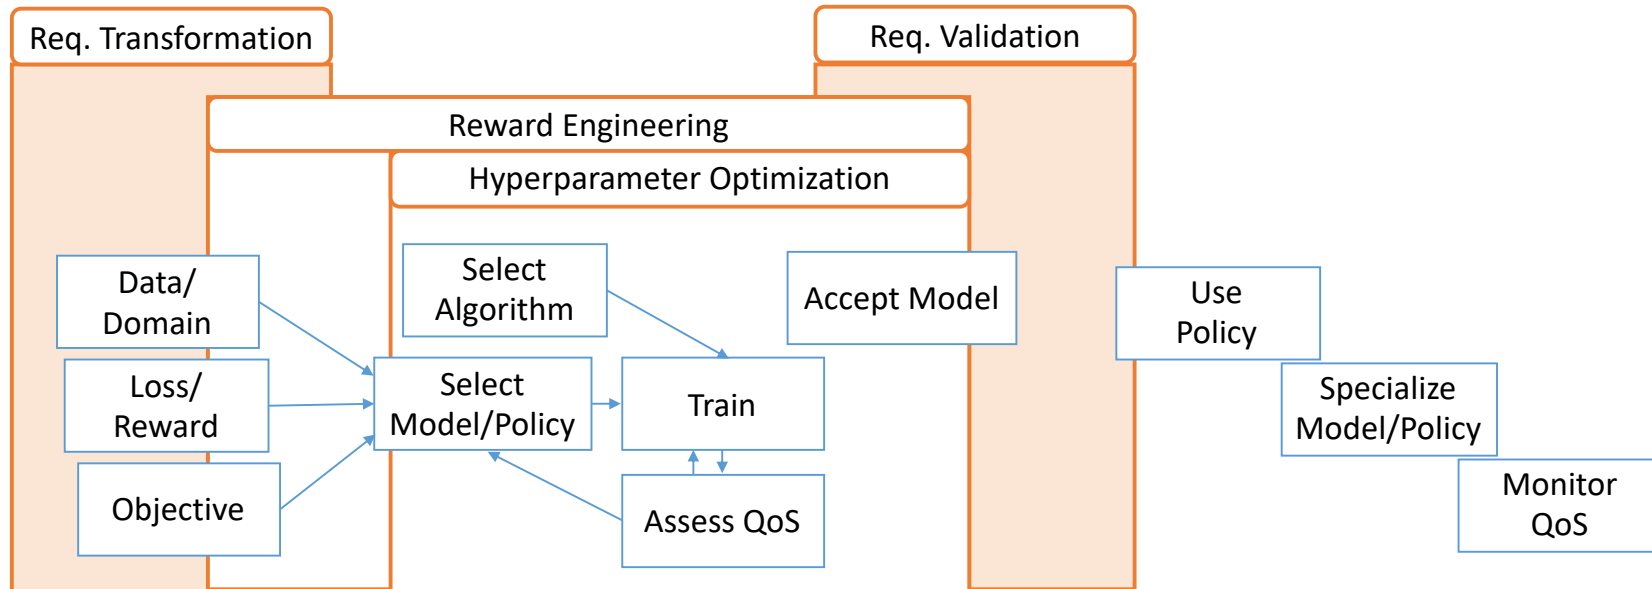 Req. Transformation
Req. Validation
Reward Engineering
Hyperparameter Optimization
Data/
Domain
Select
Algorithm
Accept Model
Use
Policy
Loss/
Reward
Select
Model/Policy
Train
Specialize
Model/Policy
Objective
Assess QoS
Monitor
QoS